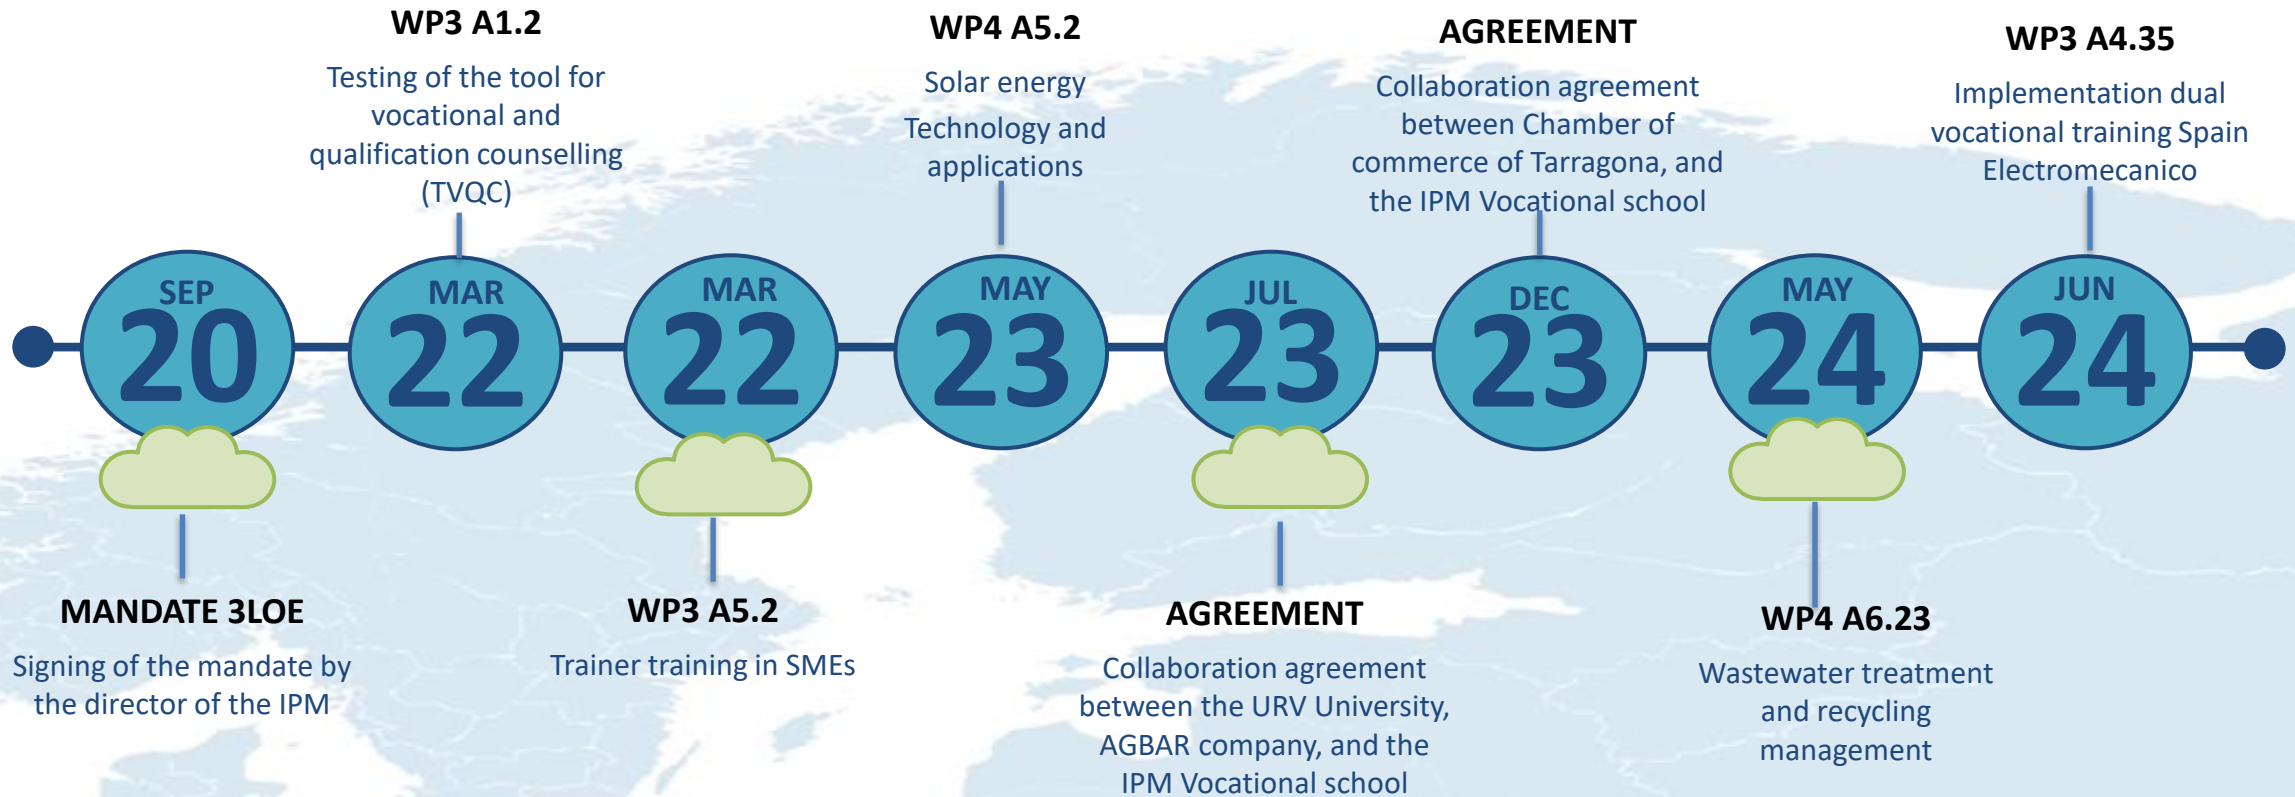 WP3 A1.2
Testing of the tool for
vocational and
qualification counselling
(TVQC)
WP4 A5.2
Solar energy
Technology and
applications
AGREEMENT
Collaboration agreement
between Chamber of
commerce of Tarragona, and
the IPM Vocational school
WP3 A4.35
Implementation dual
vocational training Spain
Electromecanico
SEP
20
MAR
22
MAR
22
MAY
23
JUL
23
DEC
23
MAY
24
JUN
24
MANDATE 3LOE
Signing of the mandate by
the director of the IPM
WP3 A5.2
Trainer training in SMEs
AGREEMENT
Collaboration agreement
between the URV University,
AGBAR company, and the
IPM Vocational school
WP4 A6.23
Wastewater treatment
and recycling
management